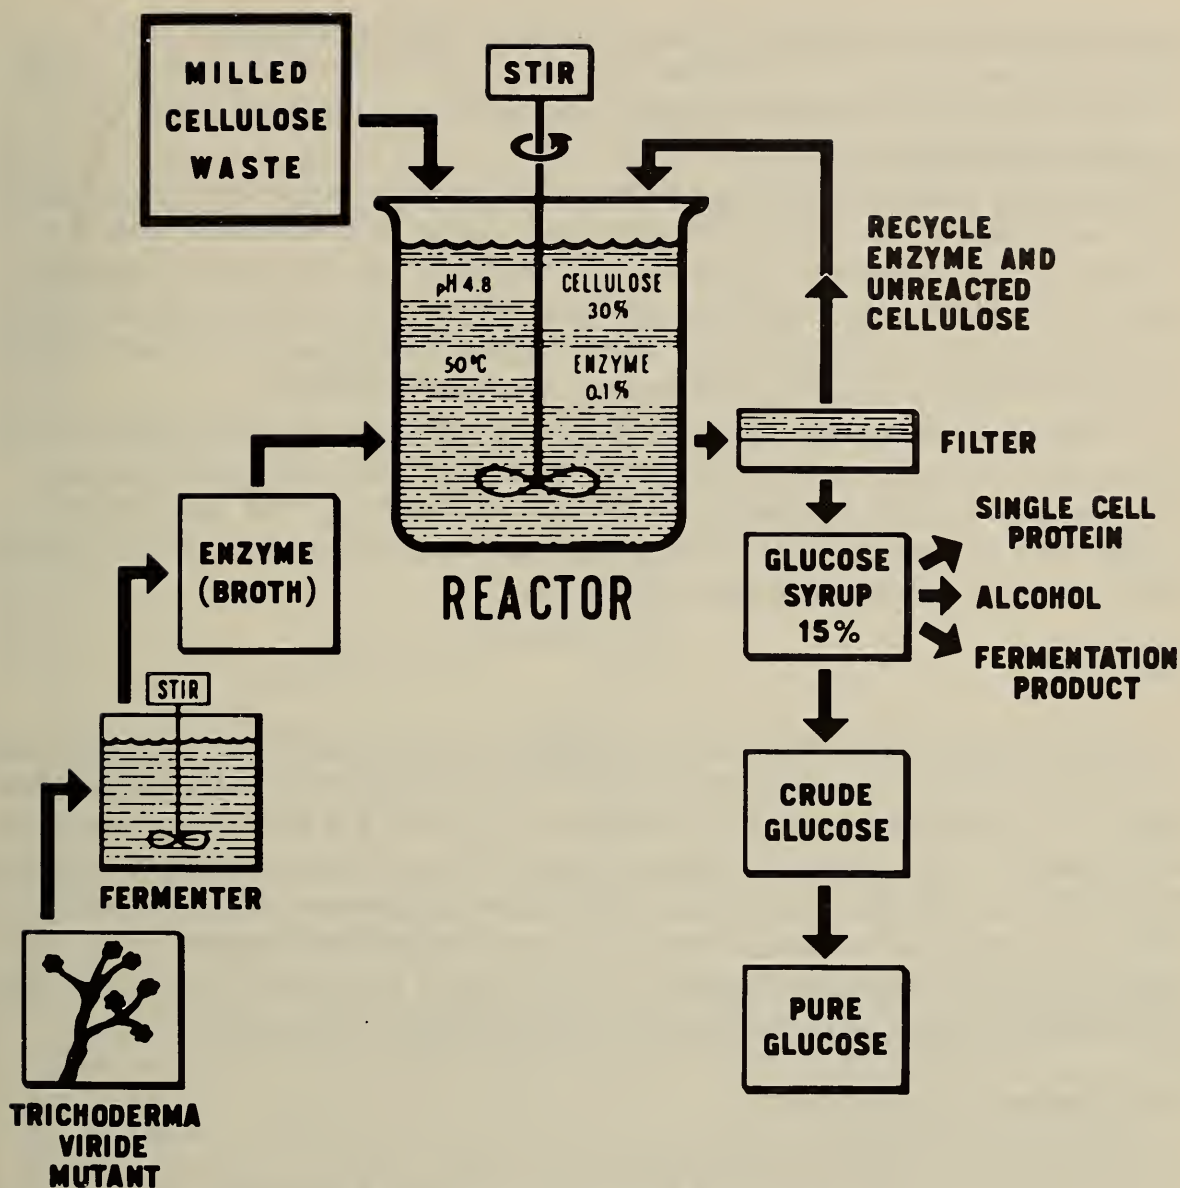 MILLED
CELLULOSE
WASTE
STIR
RECYCLE
ENZYME AND
UNREACTED
CELLULOSE
pH 4.8
CELLULOSE
30%
50°C
ENZYME
0.1%
FILTER
ENZYME
(BROTH)
REACTOR
GLUCOSE
SYRUP
15%
SINGLE CELL
PROTEIN
ALCOHOL
FERMENTATION
PRODUCT
STIR
FERMENTER
CRUDE
GLUCOSE
PURE
GLUCOSE
TRICHODERMA
VIRIDE
MUTANT